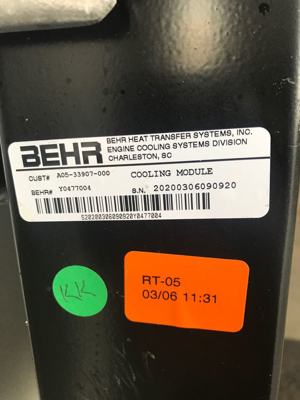 BEHR
BEHR HEAT TRANSFER SYSTEMS, INC.
ENGINE COOLING SYSTEMS DIVISION
CHARLESTON, SC
CUST# A05-33907-000 COOLING MODULE
BEHR# Y0477004 S.N. 20200306090920
S20200306090920Y0477004
KK
RT-05
03/06 11:31